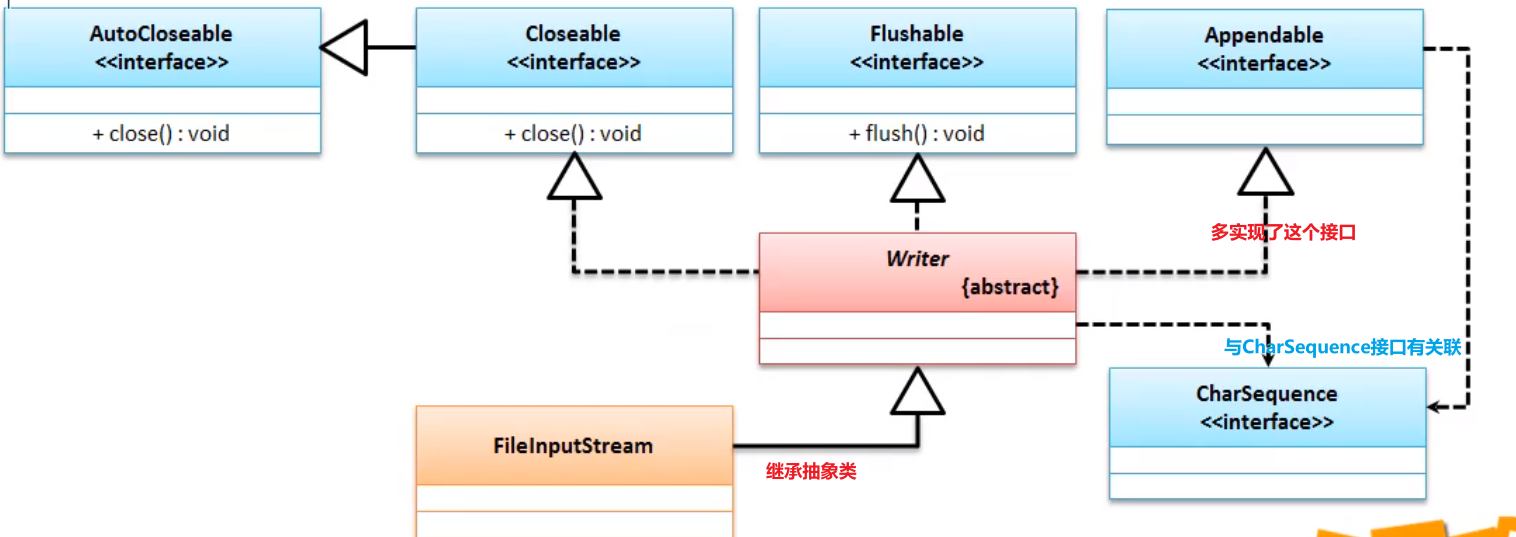 AutoCloseable
<<interface>>
+ close() : void
Closeable
<<interface>>
+ close() : void
Flushable
<<interface>>
+ flush() : void
Appendable
<<interface>>
多实现了这个接口
Writer
{abstract}
与CharSequence接口有关联
CharSequence
<<interface>>
FileInputStream
继承抽象类